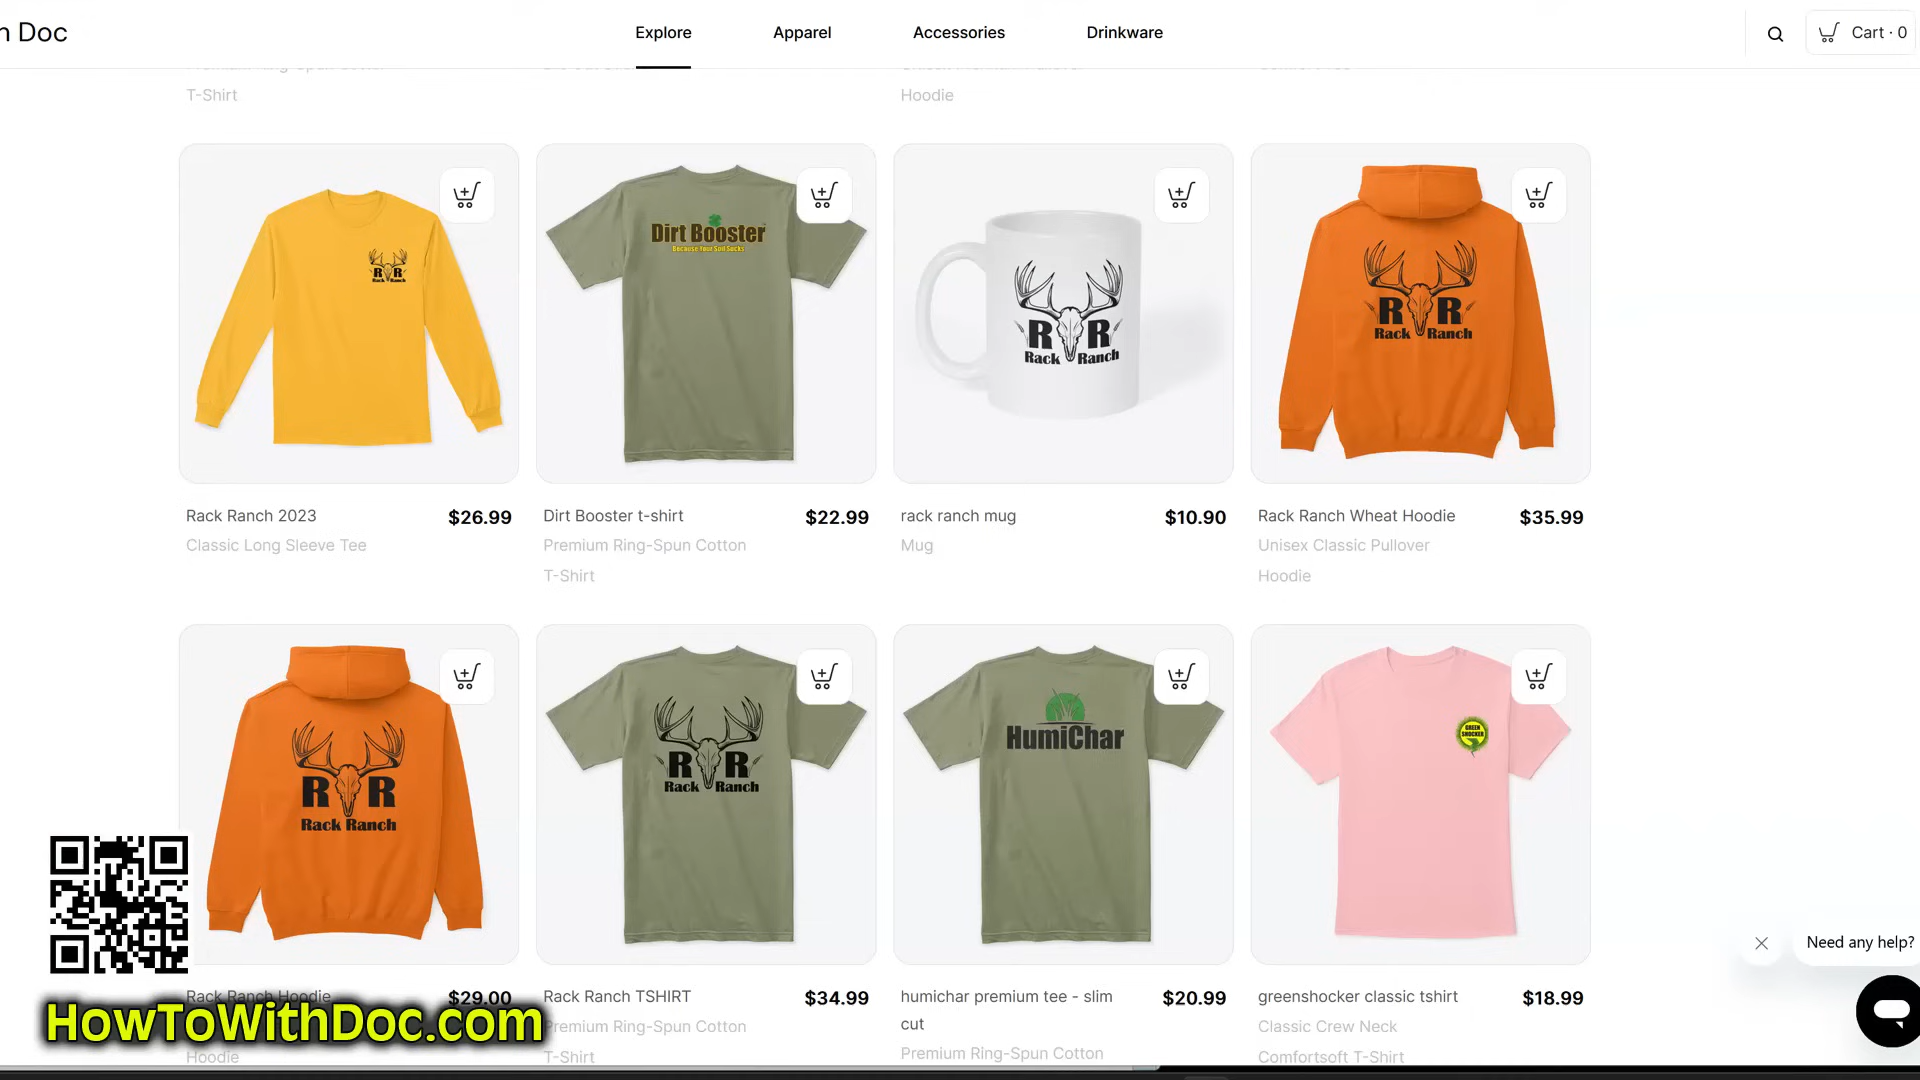 n Doc
Explore
Apparel
Accessories
Drinkware
Cart · 0
T-Shirt
Hoodie
R R
Rack Ranch
Dirt Booster
Because Your Soil Sucks
R R
Rack Ranch
R R
Rack Ranch
Rack Ranch 2023
$26.99
Classic Long Sleeve Tee
Dirt Booster t-shirt
$22.99
Premium Ring-Spun Cotton
T-Shirt
rack ranch mug
$10.90
Mug
Rack Ranch Wheat Hoodie
$35.99
Unisex Classic Pullover
Hoodie
R R
Rack Ranch
R R
Rack Ranch
HumiChar
GREEN
SHOCKER
Need any help?
Rack Ranch Hoodie
$29.00
Hoodie
Rack Ranch TSHIRT
$34.99
Premium Ring-Spun Cotton
T-Shirt
humichar premium tee - slim
cut
$20.99
Premium Ring-Spun Cotton
greenshocker classic tshirt
$18.99
Classic Crew Neck
Comfortsoft T-Shirt
HowToWithDoc.com